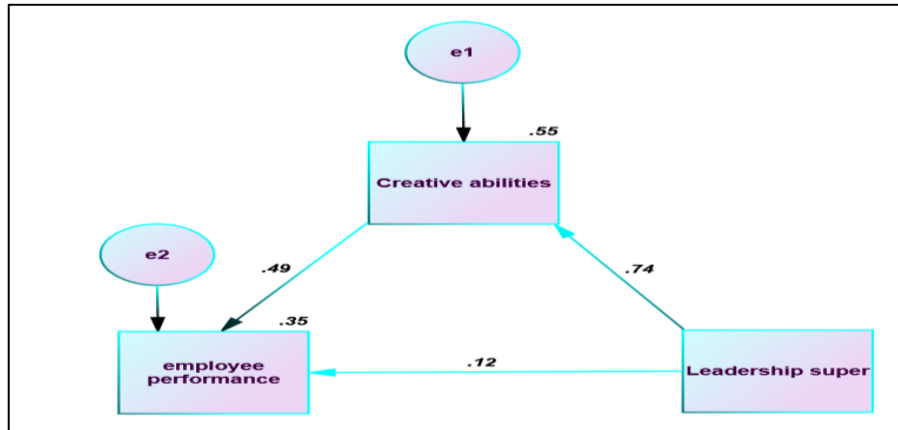 e1
.55
Creative abilities
e2
.49
.74
.35
employee
performance
.12
Leadership super